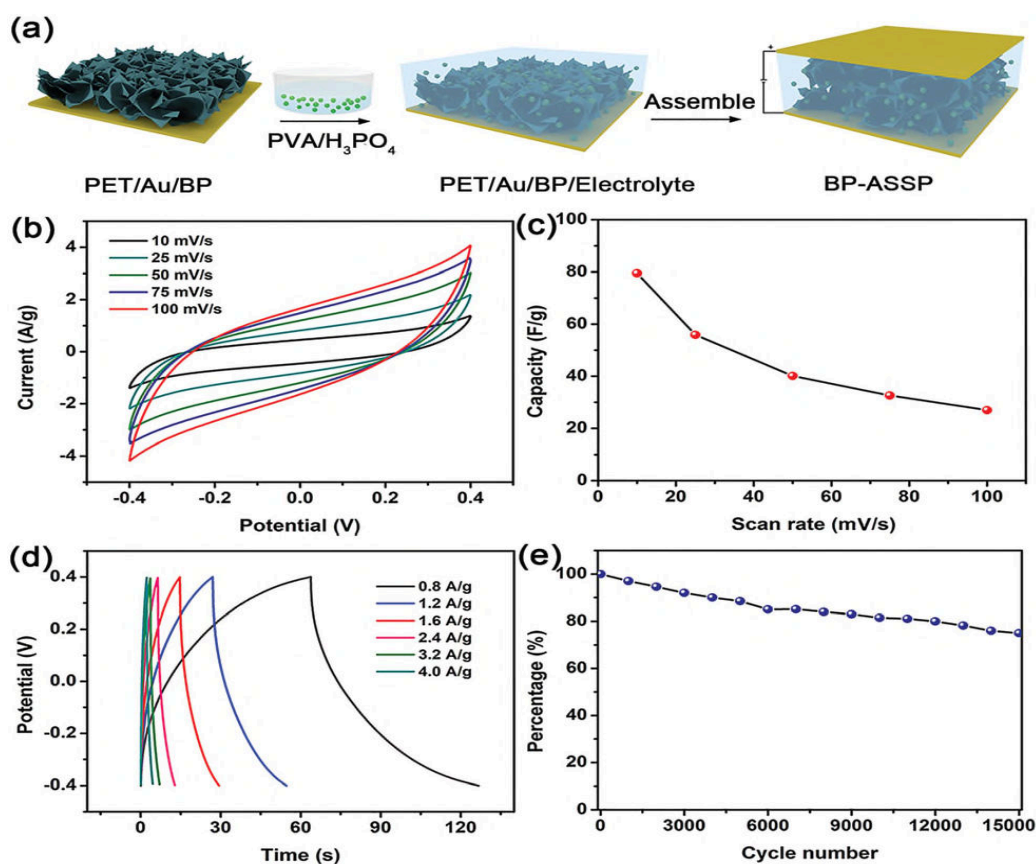 (a)
PVA/H₃PO₄
Assemble
+
-
PET/Au/BP
PET/Au/BP/Electrolyte
BP-ASSP
(b)
10 mV/s
25 mV/s
50 mV/s
75 mV/s
100 mV/s
4
2
0
-2
-4
Current (A/g)
-0.4
-0.2
0.0
0.2
0.4
Potential (V)
(c)
100
80
60
40
20
0
Capacity (F/g)
0
20
40
60
80
100
Scan rate (mV/s)
(d)
0.8 A/g
1.2 A/g
1.6 A/g
2.4 A/g
3.2 A/g
4.0 A/g
0.4
0.2
0.0
-0.2
-0.4
Potential (V)
0
30
60
90
120
Time (s)
(e)
100
80
60
40
20
0
Percentage (%)
0
3000
6000
9000
12000
15000
Cycle number